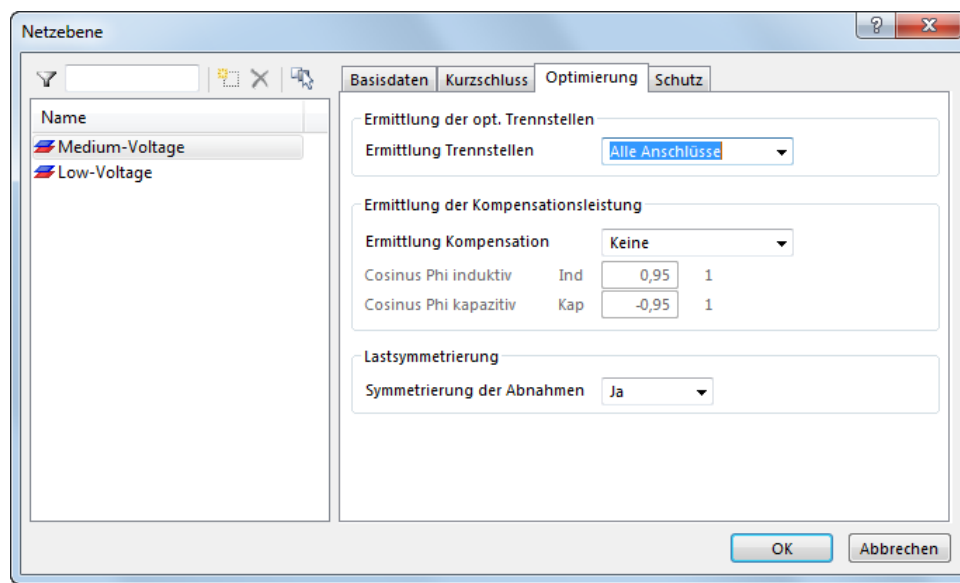 Netzebene
Basisdaten Kurzschluss Optimierung Schutz
Name
Medium-Voltage
Low-Voltage
Ermittlung der opt. Trennstellen
Ermittlung Trennstellen Alle Anschlüsse
Ermittlung der Kompensationsleistung
Ermittlung Kompensation Keine
Cosinus Phi induktiv Ind 0,95 1
Cosinus Phi kapazitiv Kap -0,95 1
Lastsymmetrierung
Symmetrierung der Abnahmen Ja
OK Abbrechen